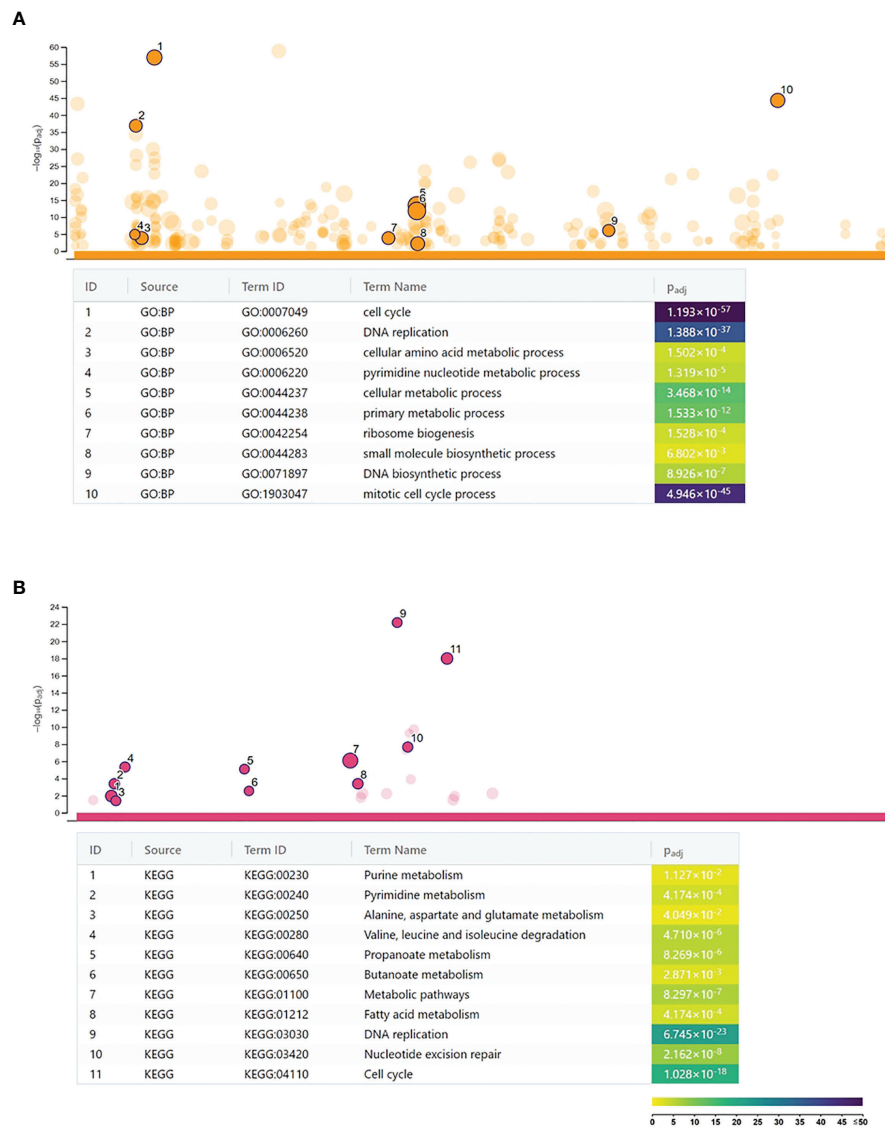 A
60
55
50
45
40
35
30
25
20
15
10
5
0
−log₁₀(p_adj)
1
2
10
5
6
4 3
7
8
9
ID Source Term ID Term Name p_adj
1 GO:BP GO:0007049 cell cycle 1.193×10⁻⁵⁷
2 GO:BP GO:0006260 DNA replication 1.388×10⁻³⁷
3 GO:BP GO:0006520 cellular amino acid metabolic process 1.502×10⁻⁴
4 GO:BP GO:0006220 pyrimidine nucleotide metabolic process 1.319×10⁻⁵
5 GO:BP GO:0044237 cellular metabolic process 3.468×10⁻¹⁴
6 GO:BP GO:0044238 primary metabolic process 1.533×10⁻¹²
7 GO:BP GO:0042254 ribosome biogenesis 1.528×10⁻⁴
8 GO:BP GO:0044283 small molecule biosynthetic process 6.802×10⁻³
9 GO:BP GO:0071897 DNA biosynthetic process 8.926×10⁻⁷
10 GO:BP GO:1903047 mitotic cell cycle process 4.946×10⁻⁴⁵
B
24
22
20
18
16
14
12
10
8
6
4
2
0
−log₁₀(p_adj)
9
11
10
7
4
5
8
2
6
1
3
ID Source Term ID Term Name p_adj
1 KEGG KEGG:00230 Purine metabolism 1.127×10⁻²
2 KEGG KEGG:00240 Pyrimidine metabolism 4.174×10⁻⁴
3 KEGG KEGG:00250 Alanine, aspartate and glutamate metabolism 4.049×10⁻²
4 KEGG KEGG:00280 Valine, leucine and isoleucine degradation 4.710×10⁻⁶
5 KEGG KEGG:00640 Propanoate metabolism 8.269×10⁻⁶
6 KEGG KEGG:00650 Butanoate metabolism 2.871×10⁻³
7 KEGG KEGG:01100 Metabolic pathways 8.297×10⁻⁷
8 KEGG KEGG:01212 Fatty acid metabolism 4.174×10⁻⁴
9 KEGG KEGG:03030 DNA replication 6.745×10⁻²³
10 KEGG KEGG:03420 Nucleotide excision repair 2.162×10⁻⁸
11 KEGG KEGG:04110 Cell cycle 1.028×10⁻¹⁸
0 5 10 15 20 25 30 35 40 45 ≤50